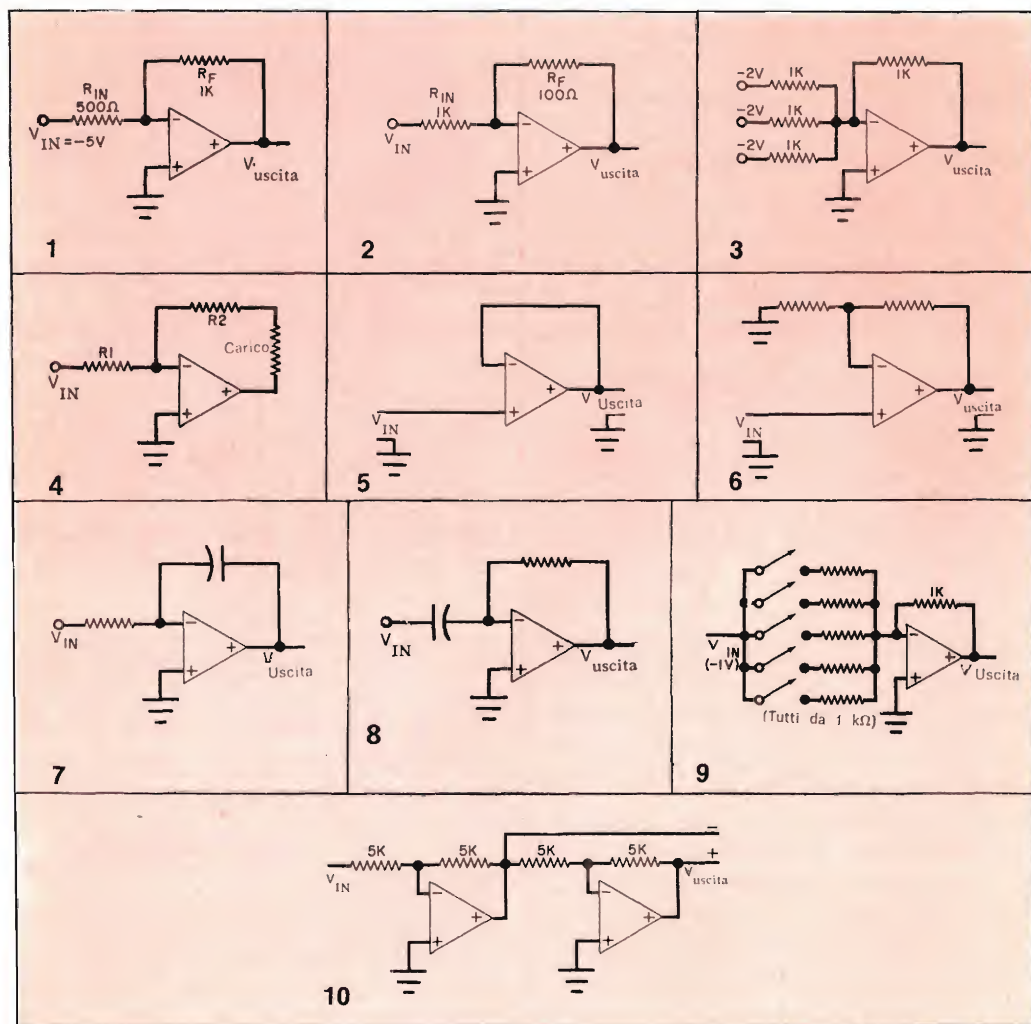 R_IN
500Ω
V_IN = -5V
R_F
1K
-
+
+
V_uscita
1
R_IN
1K
V_IN
R_F
100Ω
-
+
+
V_uscita
2
-2V
1K
-2V
1K
-2V
1K
1K
-
+
+
V_uscita
3
R1
V_IN
R2
Carico
-
+
+
4
-
+
+
V_IN
V_Uscita
5
-
+
+
V_IN
V_uscita
6
V_IN
-
+
+
V_Uscita
7
V_IN
-
+
+
V_uscita
8
V_IN
(-1V)
1K
-
+
+
V_Uscita
(Tutti da 1 kΩ)
9
V_IN
5K
5K
5K
5K
-
+
V_uscita
-
+
+
-
+
+
10